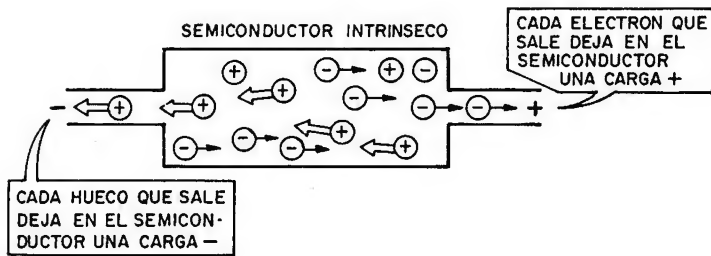 SEMICONDUCTOR INTRINSECO
CADA ELECTRON QUE
SALE DEJA EN EL
SEMICONDUCTOR
UNA CARGA +
CADA HUECO QUE SALE
DEJA EN EL SEMICON-
DUCTOR UNA CARGA –